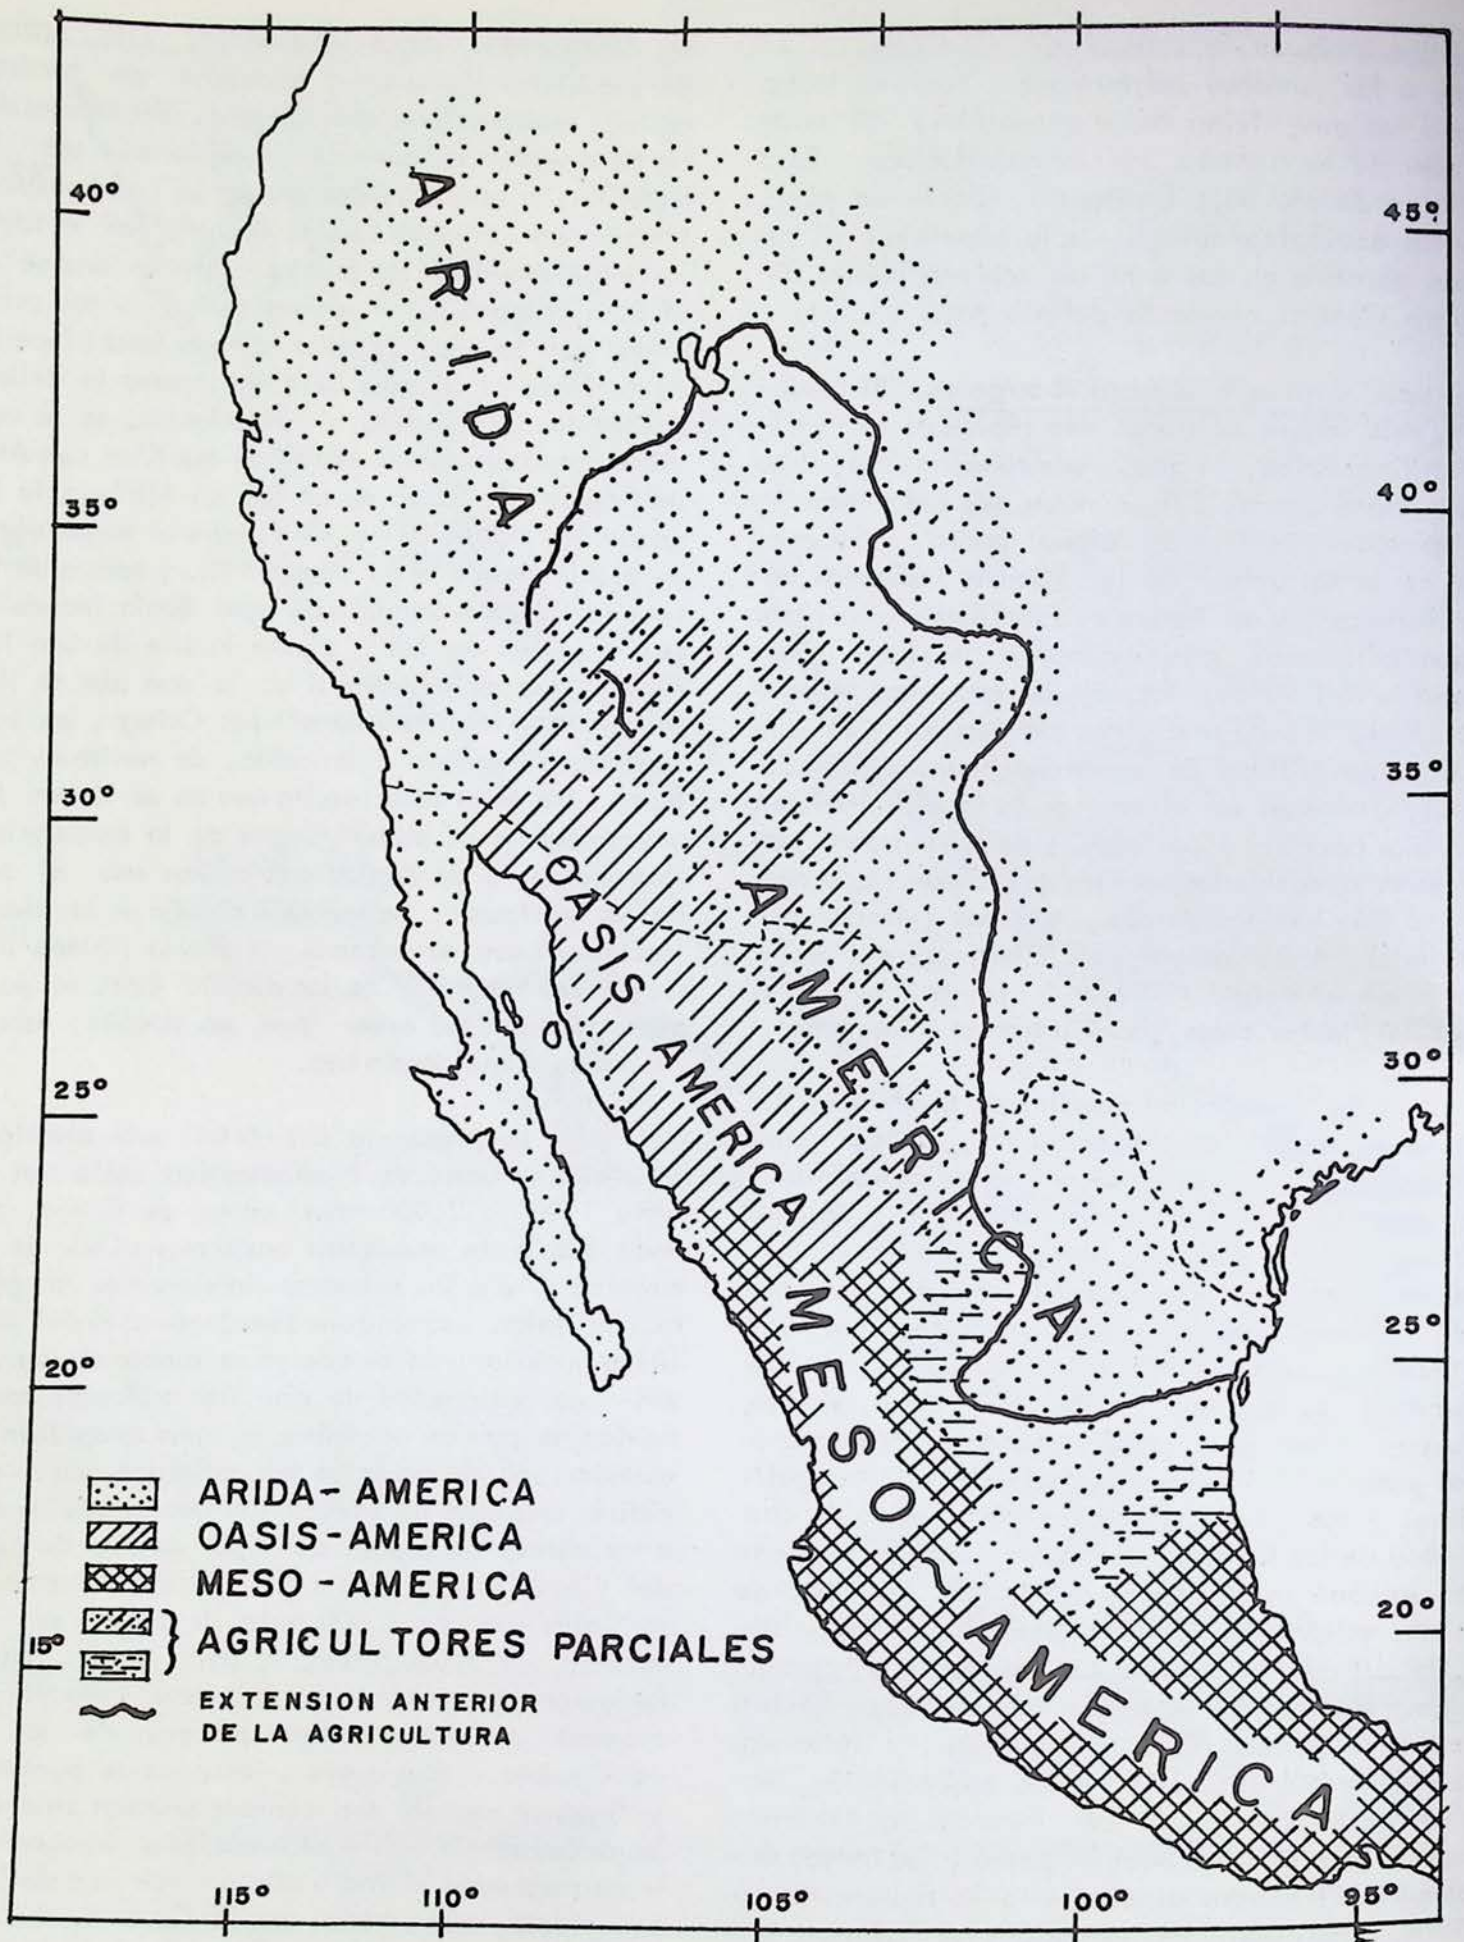 40°
45°
ARIDA
35°
40°
30°
35°
OASIS AMERICA
AMERICA
25°
30°
20°
25°
MESO~AMERICA
ARIDA-AMERICA
OASIS-AMERICA
MESO-AMERICA
AGRICULTORES PARCIALES
15°
20°
EXTENSION ANTERIOR
DE LA AGRICULTURA
115° 110° 105° 100° 95°